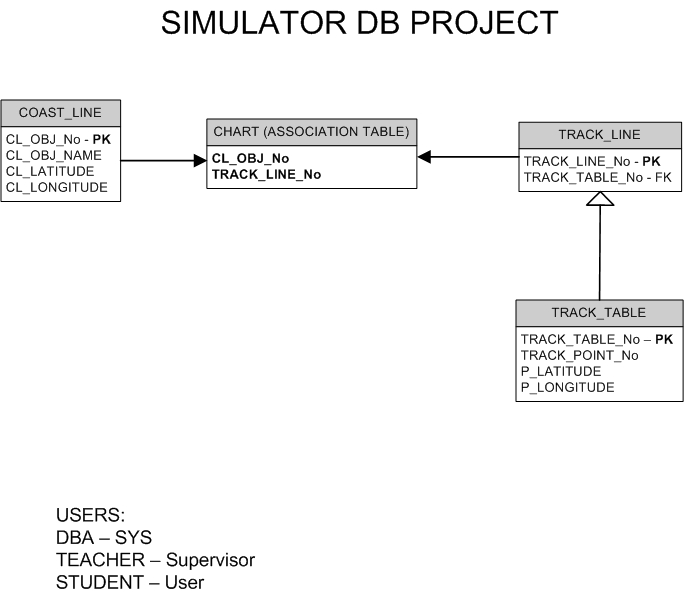 SIMULATOR DB PROJECT
COAST_LINE
CL_OBJ_No - PK
CL_OBJ_NAME
CL_LATITUDE
CL_LONGITUDE
CHART (ASSOCIATION TABLE)
CL_OBJ_No
TRACK_LINE_No
TRACK_LINE
TRACK_LINE_No - PK
TRACK_TABLE_No - FK
TRACK_TABLE
TRACK_TABLE_No – PK
TRACK_POINT_No
P_LATITUDE
P_LONGITUDE
USERS:
DBA – SYS
TEACHER – Supervisor
STUDENT – User